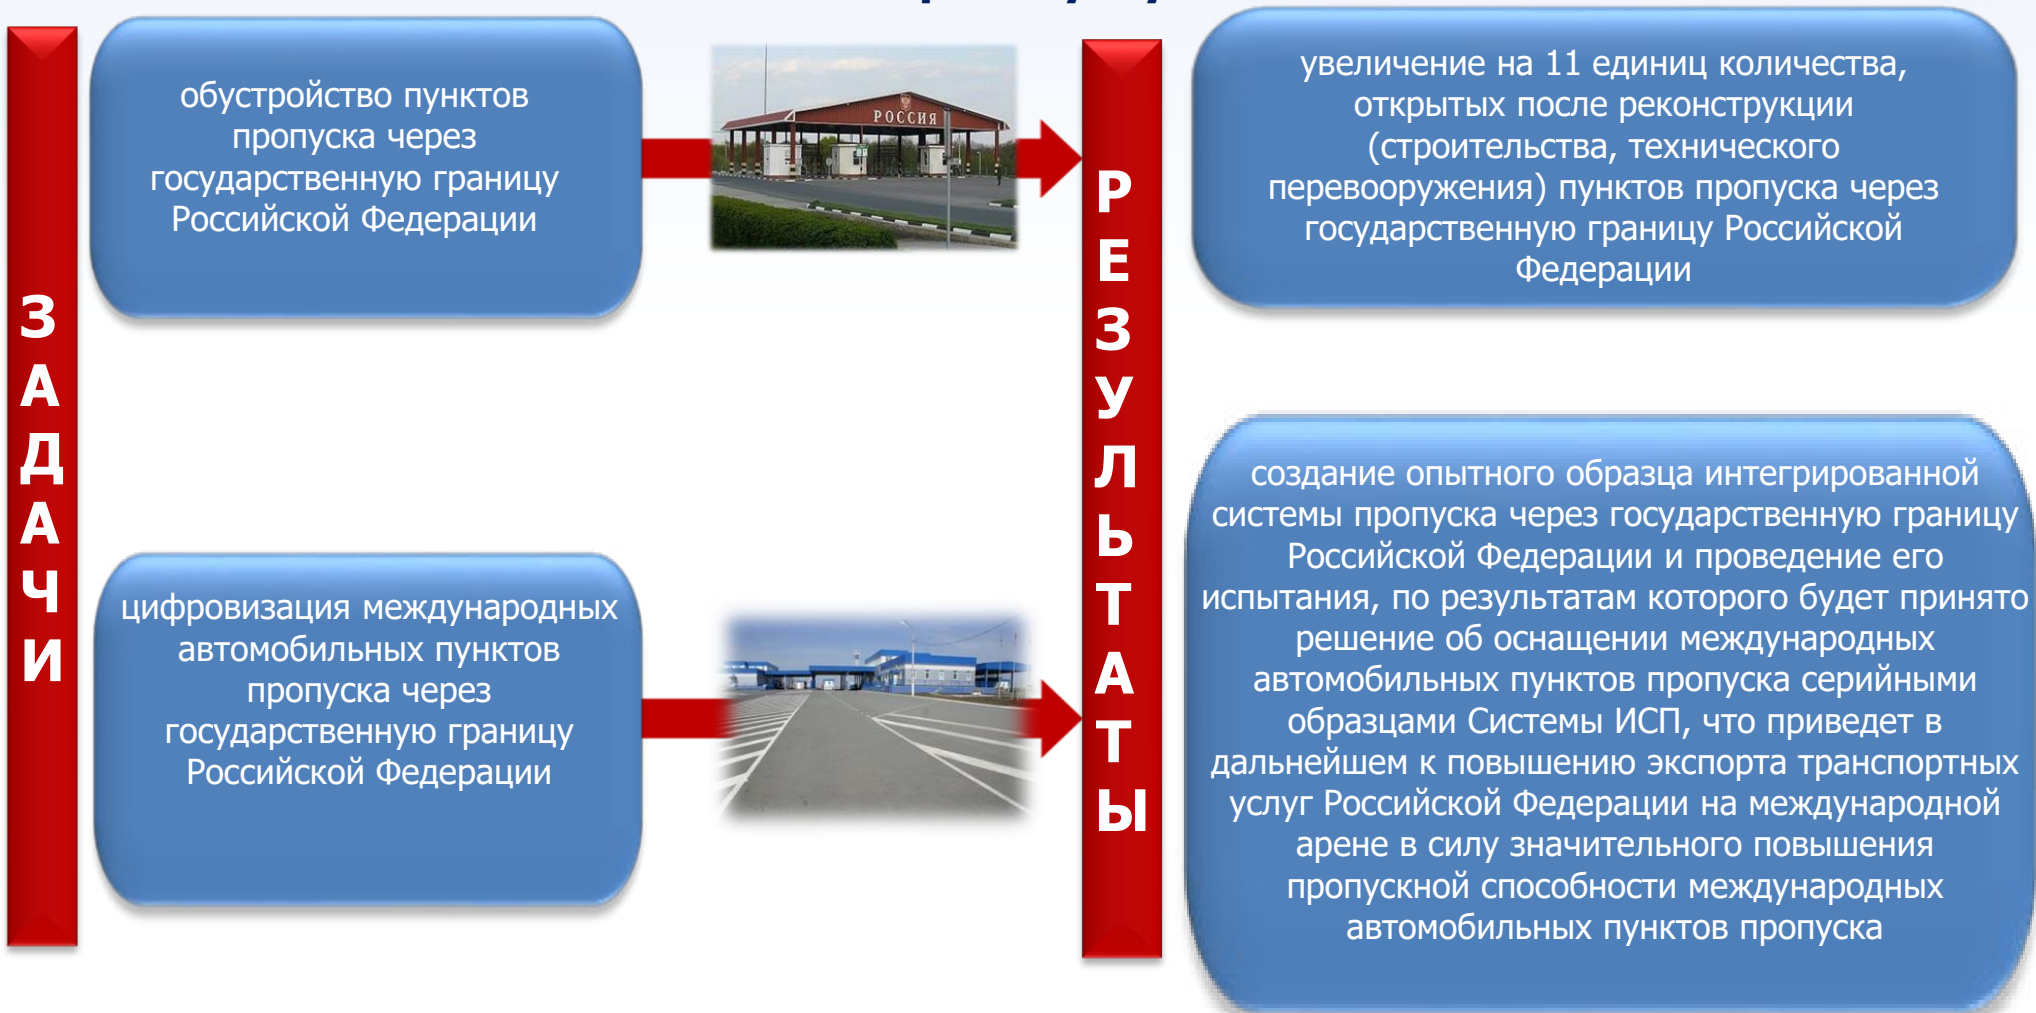 ЗАДАЧИ
обустройство пунктов
пропуска через
государственную границу
Российской Федерации
РОССИЯ
цифровизация международных
автомобильных пунктов
пропуска через
государственную границу
Российской Федерации
РЕЗУЛЬТАТЫ
увеличение на 11 единиц количества,
открытых после реконструкции
(строительства, технического
перевооружения) пунктов пропуска через
государственную границу Российской
Федерации
создание опытного образца интегрированной
системы пропуска через государственную границу
Российской Федерации и проведение его
испытания, по результатам которого будет принято
решение об оснащении международных
автомобильных пунктов пропуска серийными
образцами Системы ИСП, что приведет в
дальнейшем к повышению экспорта транспортных
услуг Российской Федерации на международной
арене в силу значительного повышения
пропускной способности международных
автомобильных пунктов пропуска